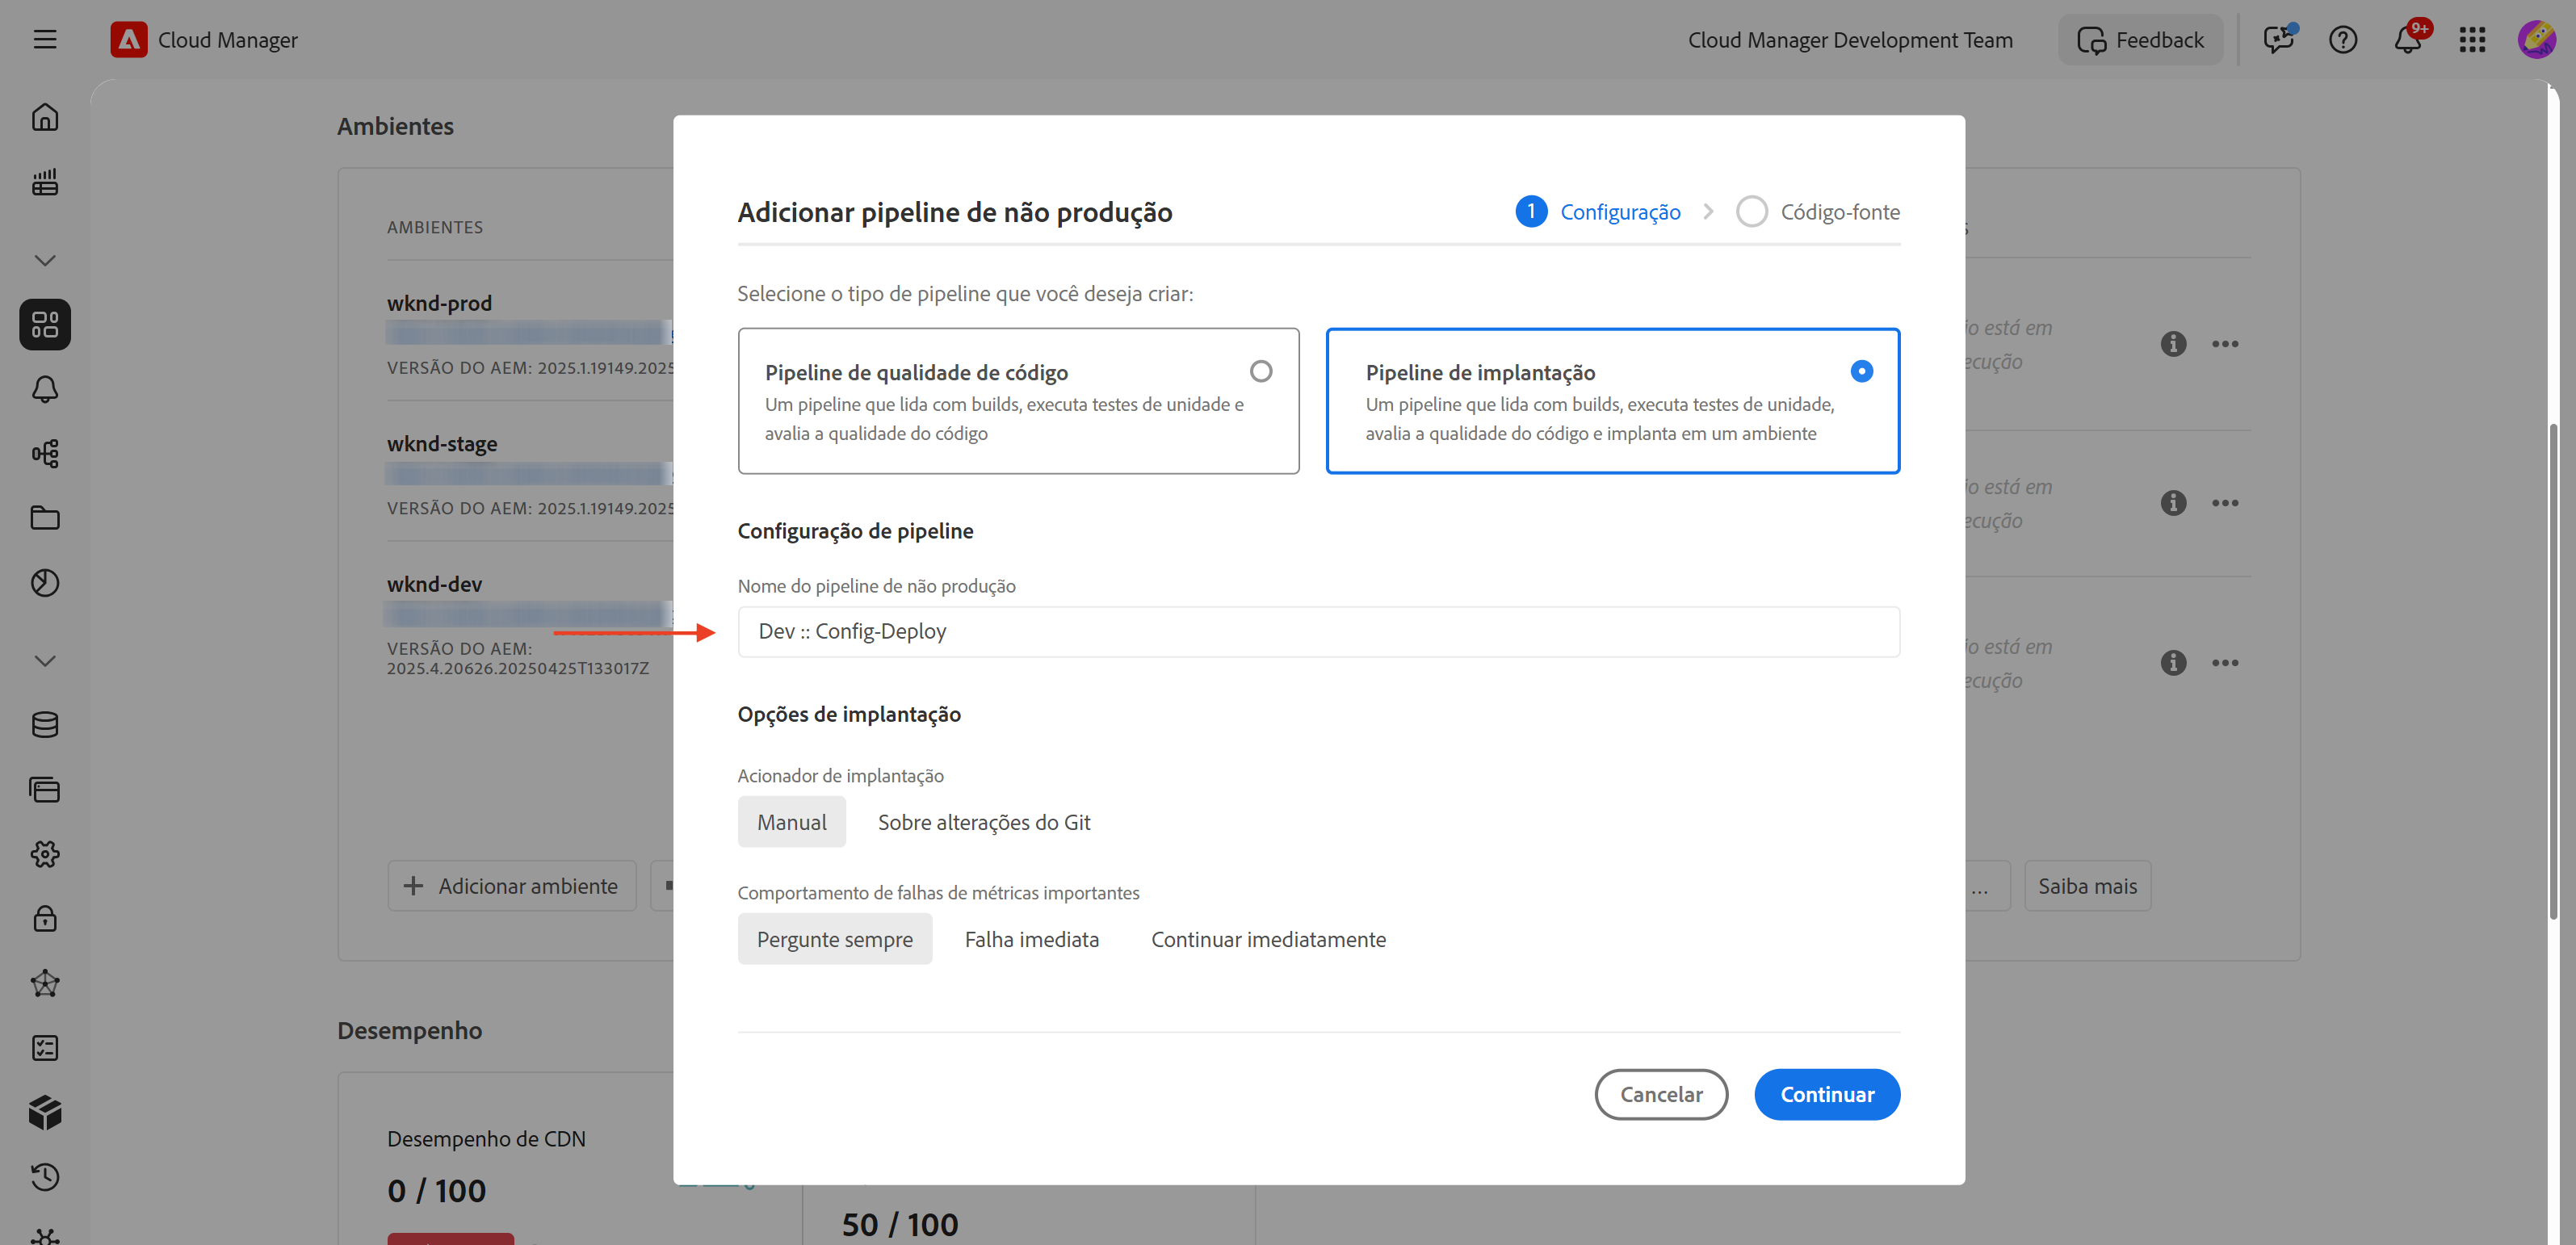 Cloud Manager
Cloud Manager Development Team
Feedback
9+
Ambientes
AMBIENTES
wknd-prod
VERSÃO DO AEM: 2025.1.19149.2025
wknd-stage
VERSÃO DO AEM: 2025.1.19149.2025
wknd-dev
VERSÃO DO AEM:
2025.4.20626.20250425T133017Z
Adicionar ambiente
Adicionar pipeline de não produção
1 Configuração
Código-fonte
Selecione o tipo de pipeline que você deseja criar:
Pipeline de qualidade de código
Um pipeline que lida com builds, executa testes de unidade e
avalia a qualidade do código
Pipeline de implantação
Um pipeline que lida com builds, executa testes de unidade,
avalia a qualidade do código e implanta em um ambiente
Configuração de pipeline
Nome do pipeline de não produção
Dev :: Config-Deploy
Opções de implantação
Acionador de implantação
Manual
Sobre alterações do Git
Comportamento de falhas de métricas importantes
Pergunte sempre
Falha imediata
Continuar imediatamente
Cancelar
Continuar
io está em
ecução
io está em
ecução
io está em
ecução
...
Saiba mais
Desempenho
Desempenho de CDN
0 / 100
50 / 100